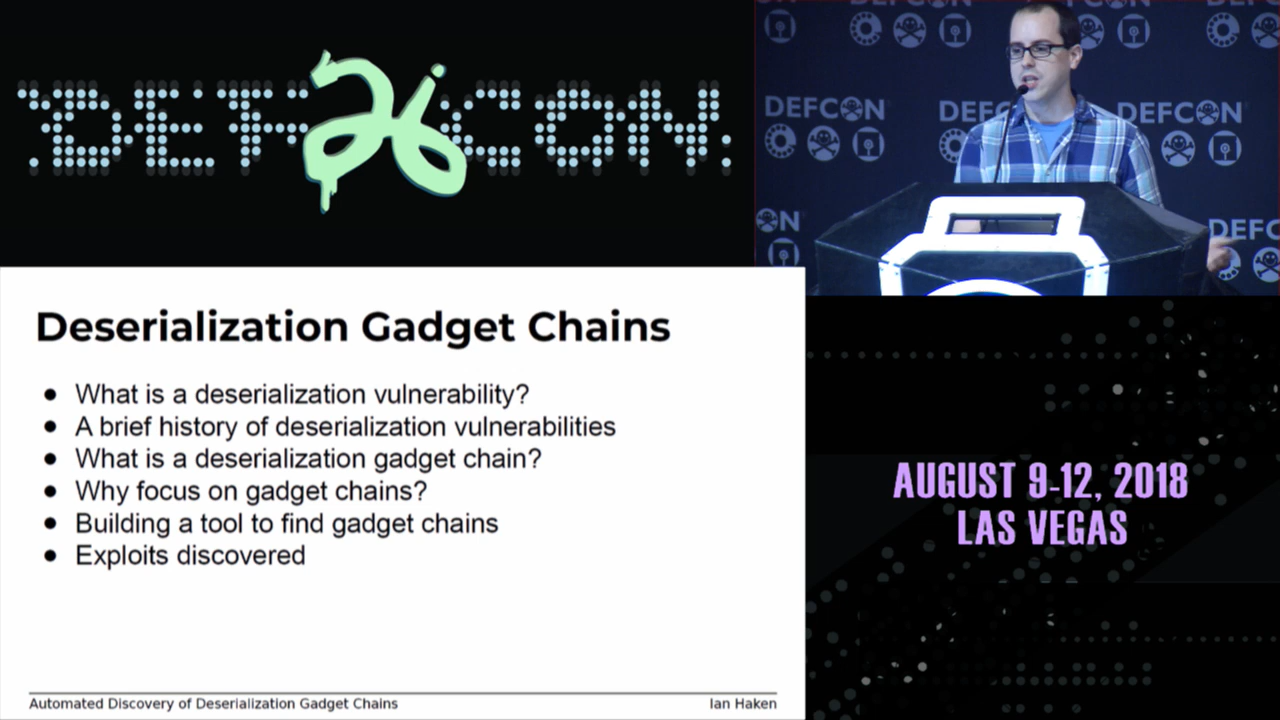 DEFCON 26
DEFCON
DEFCON
DEFCON
Deserialization Gadget Chains
● What is a deserialization vulnerability?
● A brief history of deserialization vulnerabilities
● What is a deserialization gadget chain?
● Why focus on gadget chains?
● Building a tool to find gadget chains
● Exploits discovered
Automated Discovery of Deserialization Gadget Chains
Ian Haken
AUGUST 9-12, 2018
LAS VEGAS